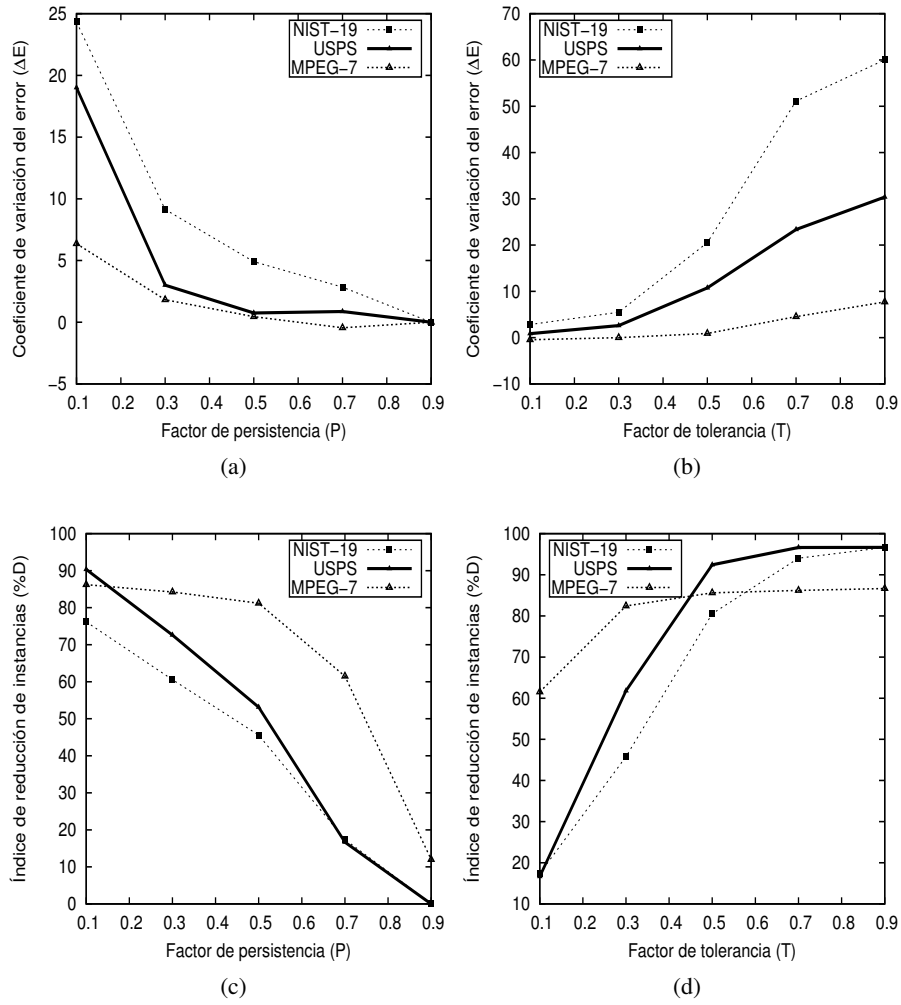 25
20
15
10
5
0
−5
Coeficiente de variación del error (ΔE)
NIST−19
USPS
MPEG−7
0.1 0.2 0.3 0.4 0.5 0.6 0.7 0.8 0.9
Factor de persistencia (P)
(a)
70
60
50
40
30
20
10
0
−10
Coeficiente de variación del error (ΔE)
NIST−19
USPS
MPEG−7
0.1 0.2 0.3 0.4 0.5 0.6 0.7 0.8 0.9
Factor de tolerancia (T)
(b)
100
90
80
70
60
50
40
30
20
10
0
Índice de reducción de instancias (%D)
NIST−19
USPS
MPEG−7
0.1 0.2 0.3 0.4 0.5 0.6 0.7 0.8 0.9
Factor de persistencia (P)
(c)
100
90
80
70
60
50
40
30
20
10
Índice de reducción de instancias (%D)
NIST−19
USPS
MPEG−7
0.1 0.2 0.3 0.4 0.5 0.6 0.7 0.8 0.9
Factor de tolerancia (T)
(d)